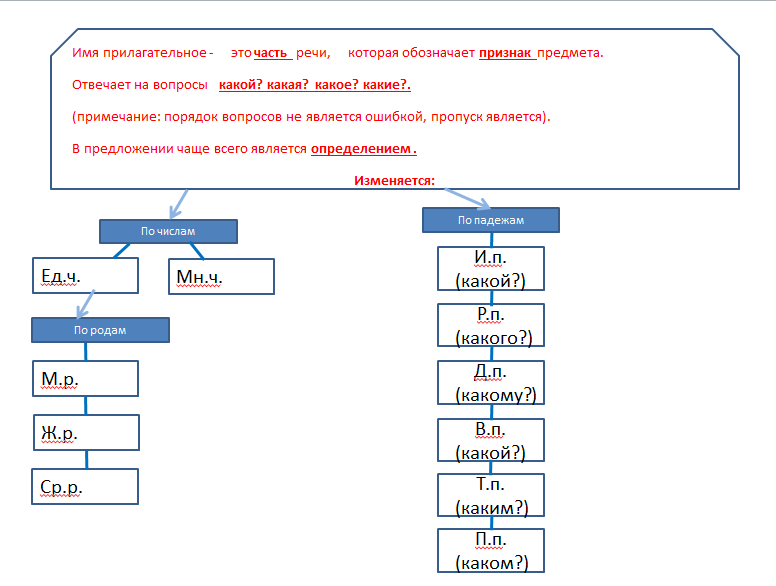 Имя прилагательное - это часть речи, которая обозначает признак предмета.
Отвечает на вопросы какой? какая? какое? какие?.
(примечание: порядок вопросов не является ошибкой, пропуск является).
В предложении чаще всего является определением .
Изменяется:
По числам
Ед.ч.
Мн.ч.
По родам
М.р.
Ж.р.
Ср.р.
По падежам
И.п.
(какой?)
Р.п.
(какого?)
Д.п.
(какому?)
В.п.
(какой?)
Т.п.
(каким?)
П.п.
(каком?)